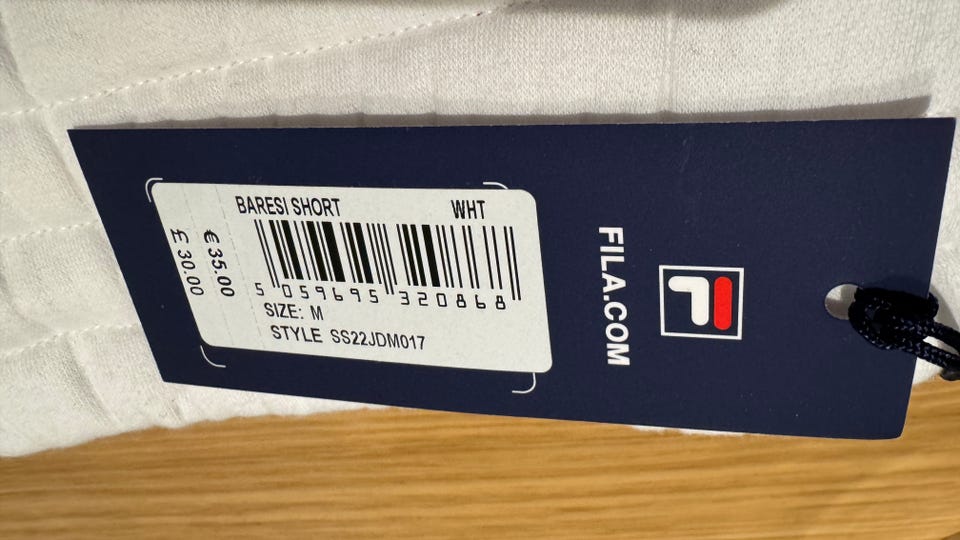 BARESI SHORT WHT
5 059695 320868
SIZE: M
STYLE SS22JDM017
€ 35.00
£ 30.00
FILA.COM
F